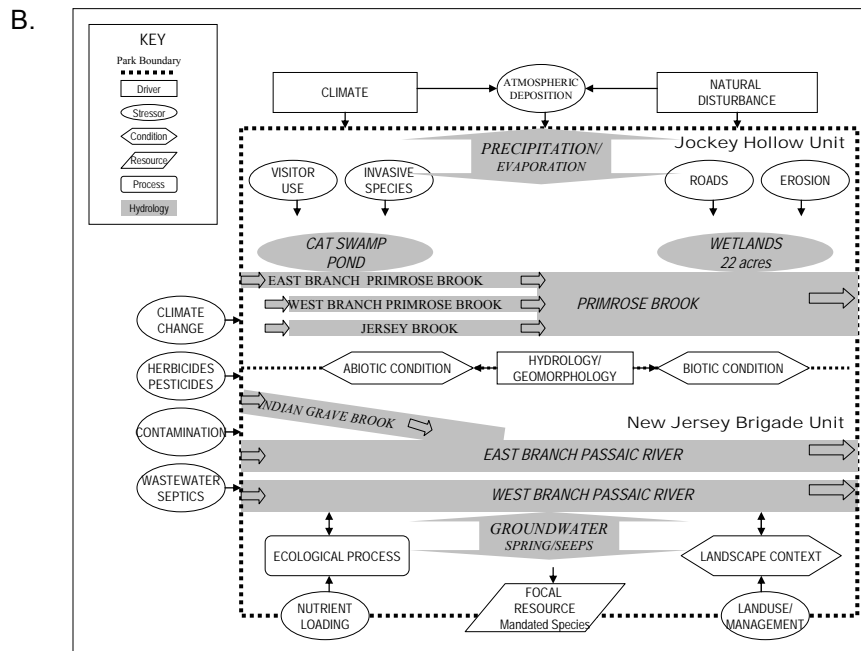 B.
KEY
Park Boundary
Driver
Stressor
Condition
Resource
Process
Hydrology
CLIMATE
ATMOSPHERIC
DEPOSITION
NATURAL
DISTURBANCE
PRECIPITATION/
EVAPORATION
Jockey Hollow Unit
VISITOR
USE
INVASIVE
SPECIES
ROADS
EROSION
CAT SWAMP
POND
WETLANDS
22 acres
EAST BRANCH PRIMROSE BROOK
WEST BRANCH PRIMROSE BROOK
JERSEY BROOK
PRIMROSE BROOK
CLIMATE
CHANGE
HERBICIDES
PESTICIDES
CONTAMINATION
WASTEWATER
SEPTICS
ABIOTIC CONDITION
HYDROLOGY/
GEOMORPHOLOGY
BIOTIC CONDITION
INDIAN GRAVE BROOK
New Jersey Brigade Unit
EAST BRANCH PASSAIC RIVER
WEST BRANCH PASSAIC RIVER
GROUNDWATER
SPRING/SEEPS
ECOLOGICAL PROCESS
LANDSCAPE CONTEXT
NUTRIENT
LOADING
FOCAL
RESOURCE
Mandated Species
LANDUSE/
MANAGEMENT